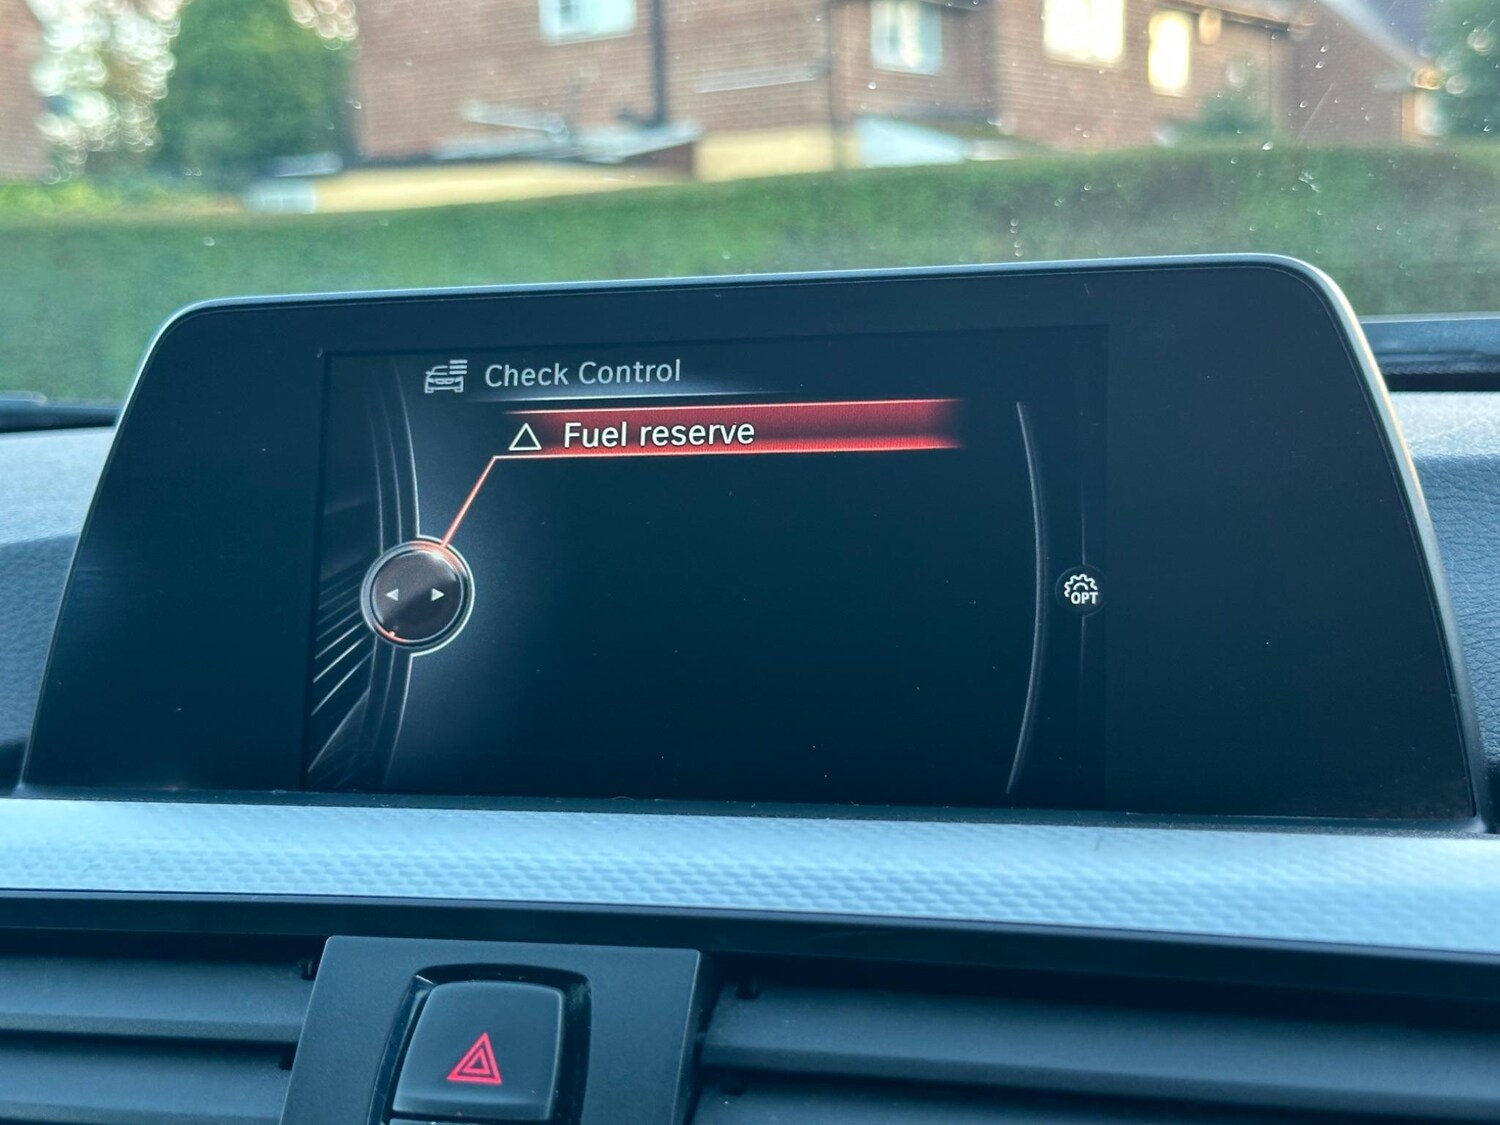 Check Control
Fuel reserve
OPT